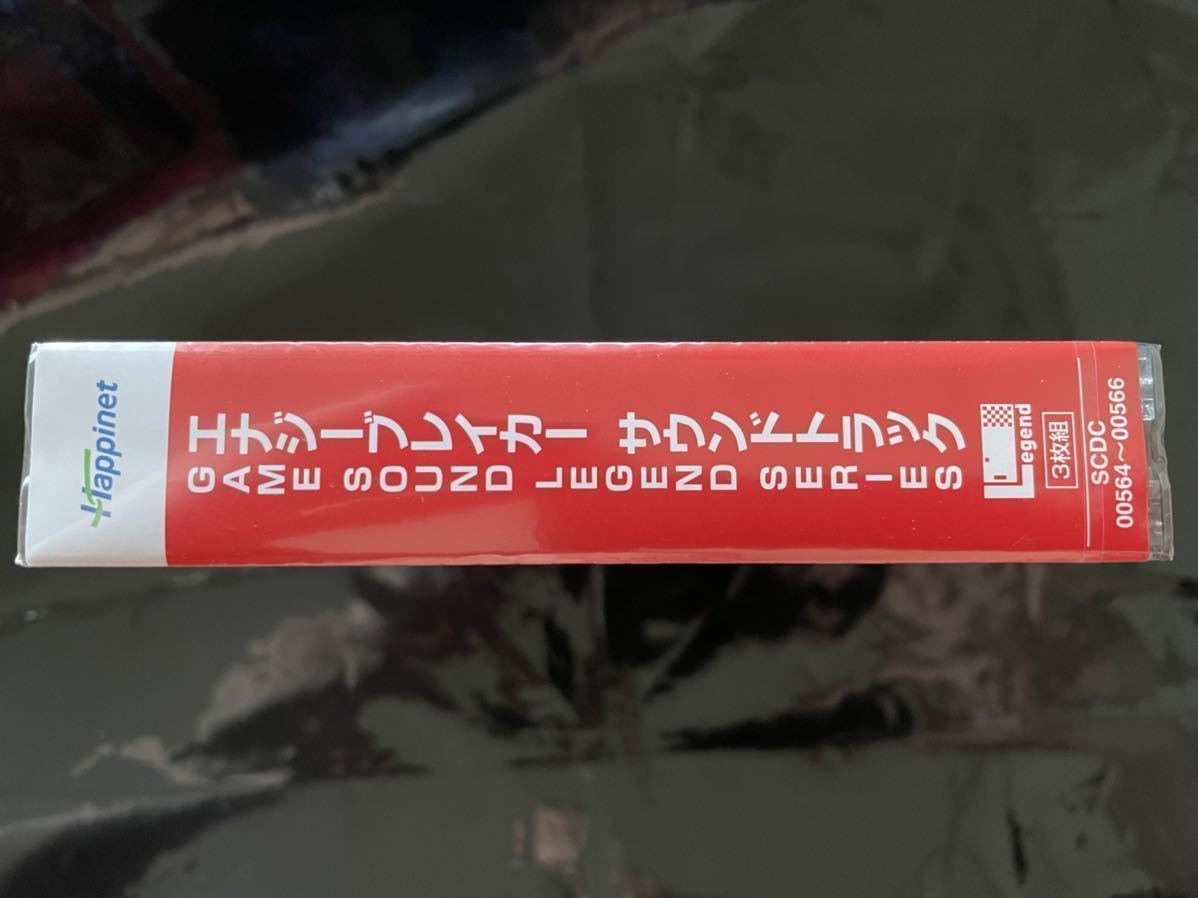 Happinet
エナジーブレイカー サウンドトラック
GAME SOUND LEGEND SERIES
Legend
3枚組
SCDC
00564〜00566